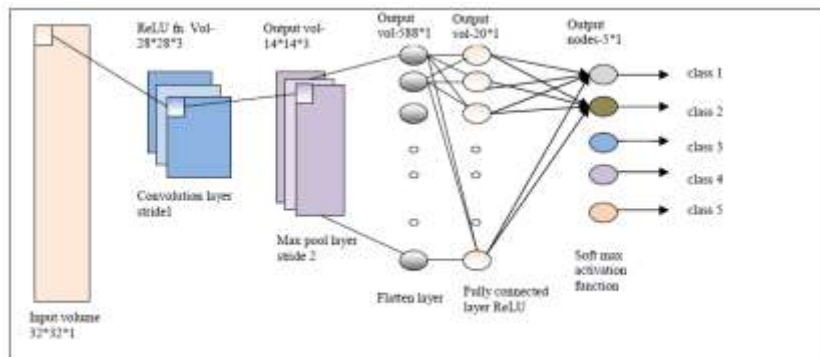 ReLU fn. Vol-
28*28*3
Output vol-
14*14*3
Output
vol-588*1
Output
vol-20*1
Output
nodes-5*1
class 1
class 2
class 3
class 4
class 5
Convolution layer
stride1
Max pool layer
stride 2
Soft max
activation
function
Flatten layer
Fully connected
layer ReLU
Input volume
32*32*1